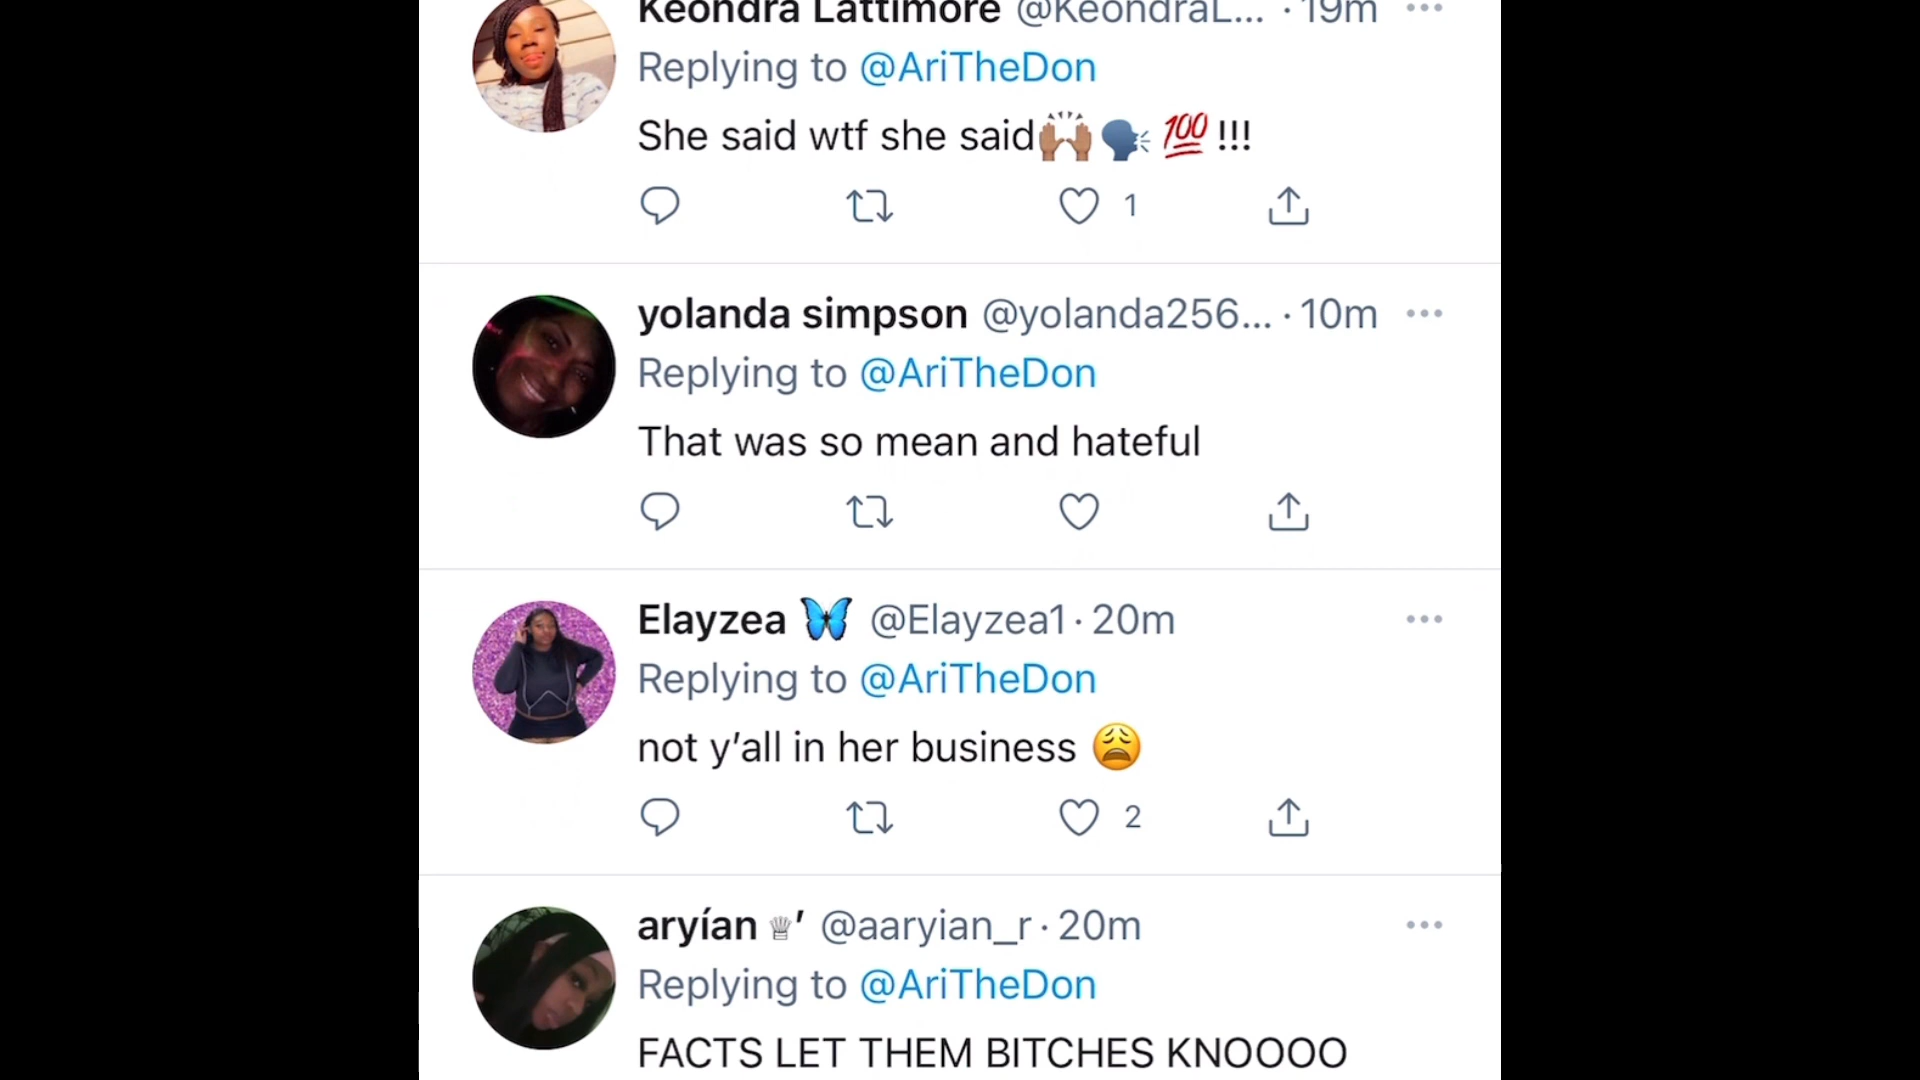 Keondra Lattimore @KeondraL... · 19m
Replying to @AriTheDon
She said wtf she said🙌🏽🗣💯!!!
1
yolanda simpson @yolanda256... · 10m
Replying to @AriTheDon
That was so mean and hateful
Elayzea 🦋 @Elayzea1 · 20m
Replying to @AriTheDon
not y’all in her business 😩
2
aryían ♕’ @aaryian_r · 20m
Replying to @AriTheDon
FACTS LET THEM BITCHES KNOOOO